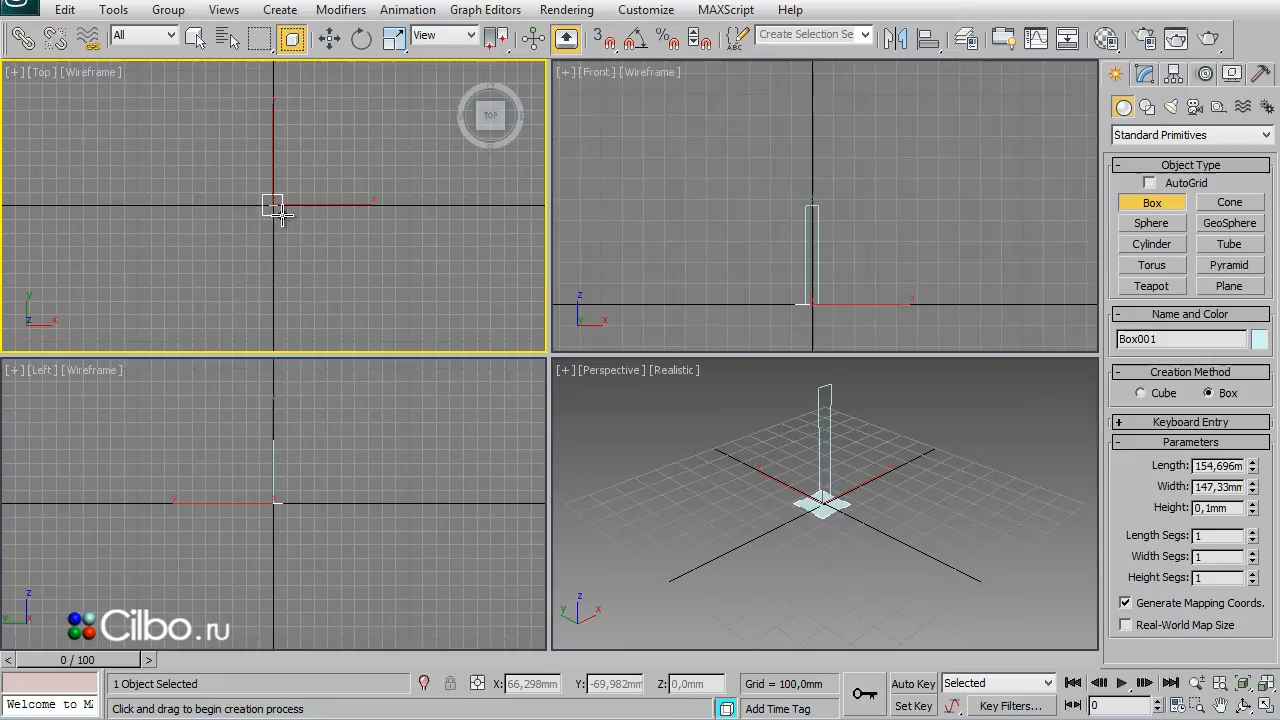 Edit Tools Group Views Create Modifiers Animation Graph Editors Rendering Customize MAXScript Help
All View Create Selection Se
[+] [Top] [Wireframe]
TOP
[+] [Front] [Wireframe]
Standard Primitives
- Object Type
AutoGrid
Box Cone
Sphere GeoSphere
Cylinder Tube
Torus Pyramid
Teapot Plane
- Name and Color
Box001
- Creation Method
Cube Box
+ Keyboard Entry
- Parameters
Length: 154,696m
Width: 147,33mm
Height: 0,1mm
Length Segs: 1
Width Segs: 1
Height Segs: 1
Generate Mapping Coords.
Real-World Map Size
x
y
z x
x
z
x
[+] [Left] [Wireframe]
y x
z
y x
Cilbo.ru
[+] [Perspective] [Realistic]
z
y x
< 0 / 100 >
1 Object Selected X: 66,298mm Y: -69,982mm Z: 0,0mm Grid = 100,0mm Auto Key Selected
Welcome to M Click and drag to begin creation process Add Time Tag Set Key Key Filters... 0